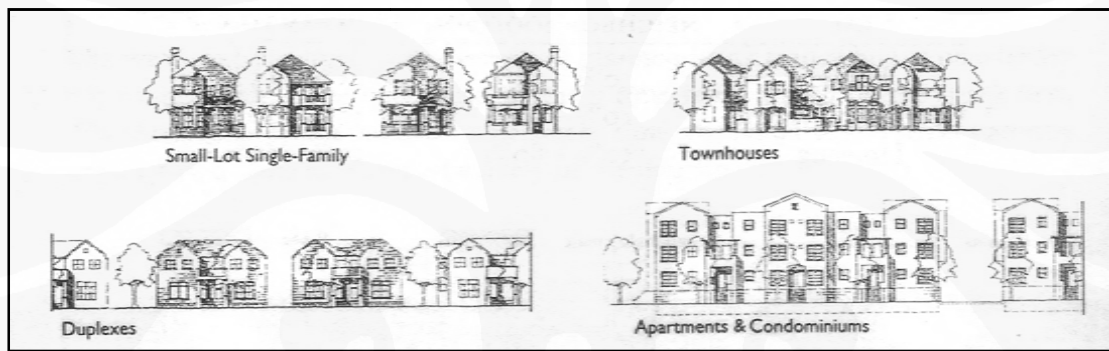 Small-Lot Single-Family
Townhouses
Duplexes
Apartments & Condominiums